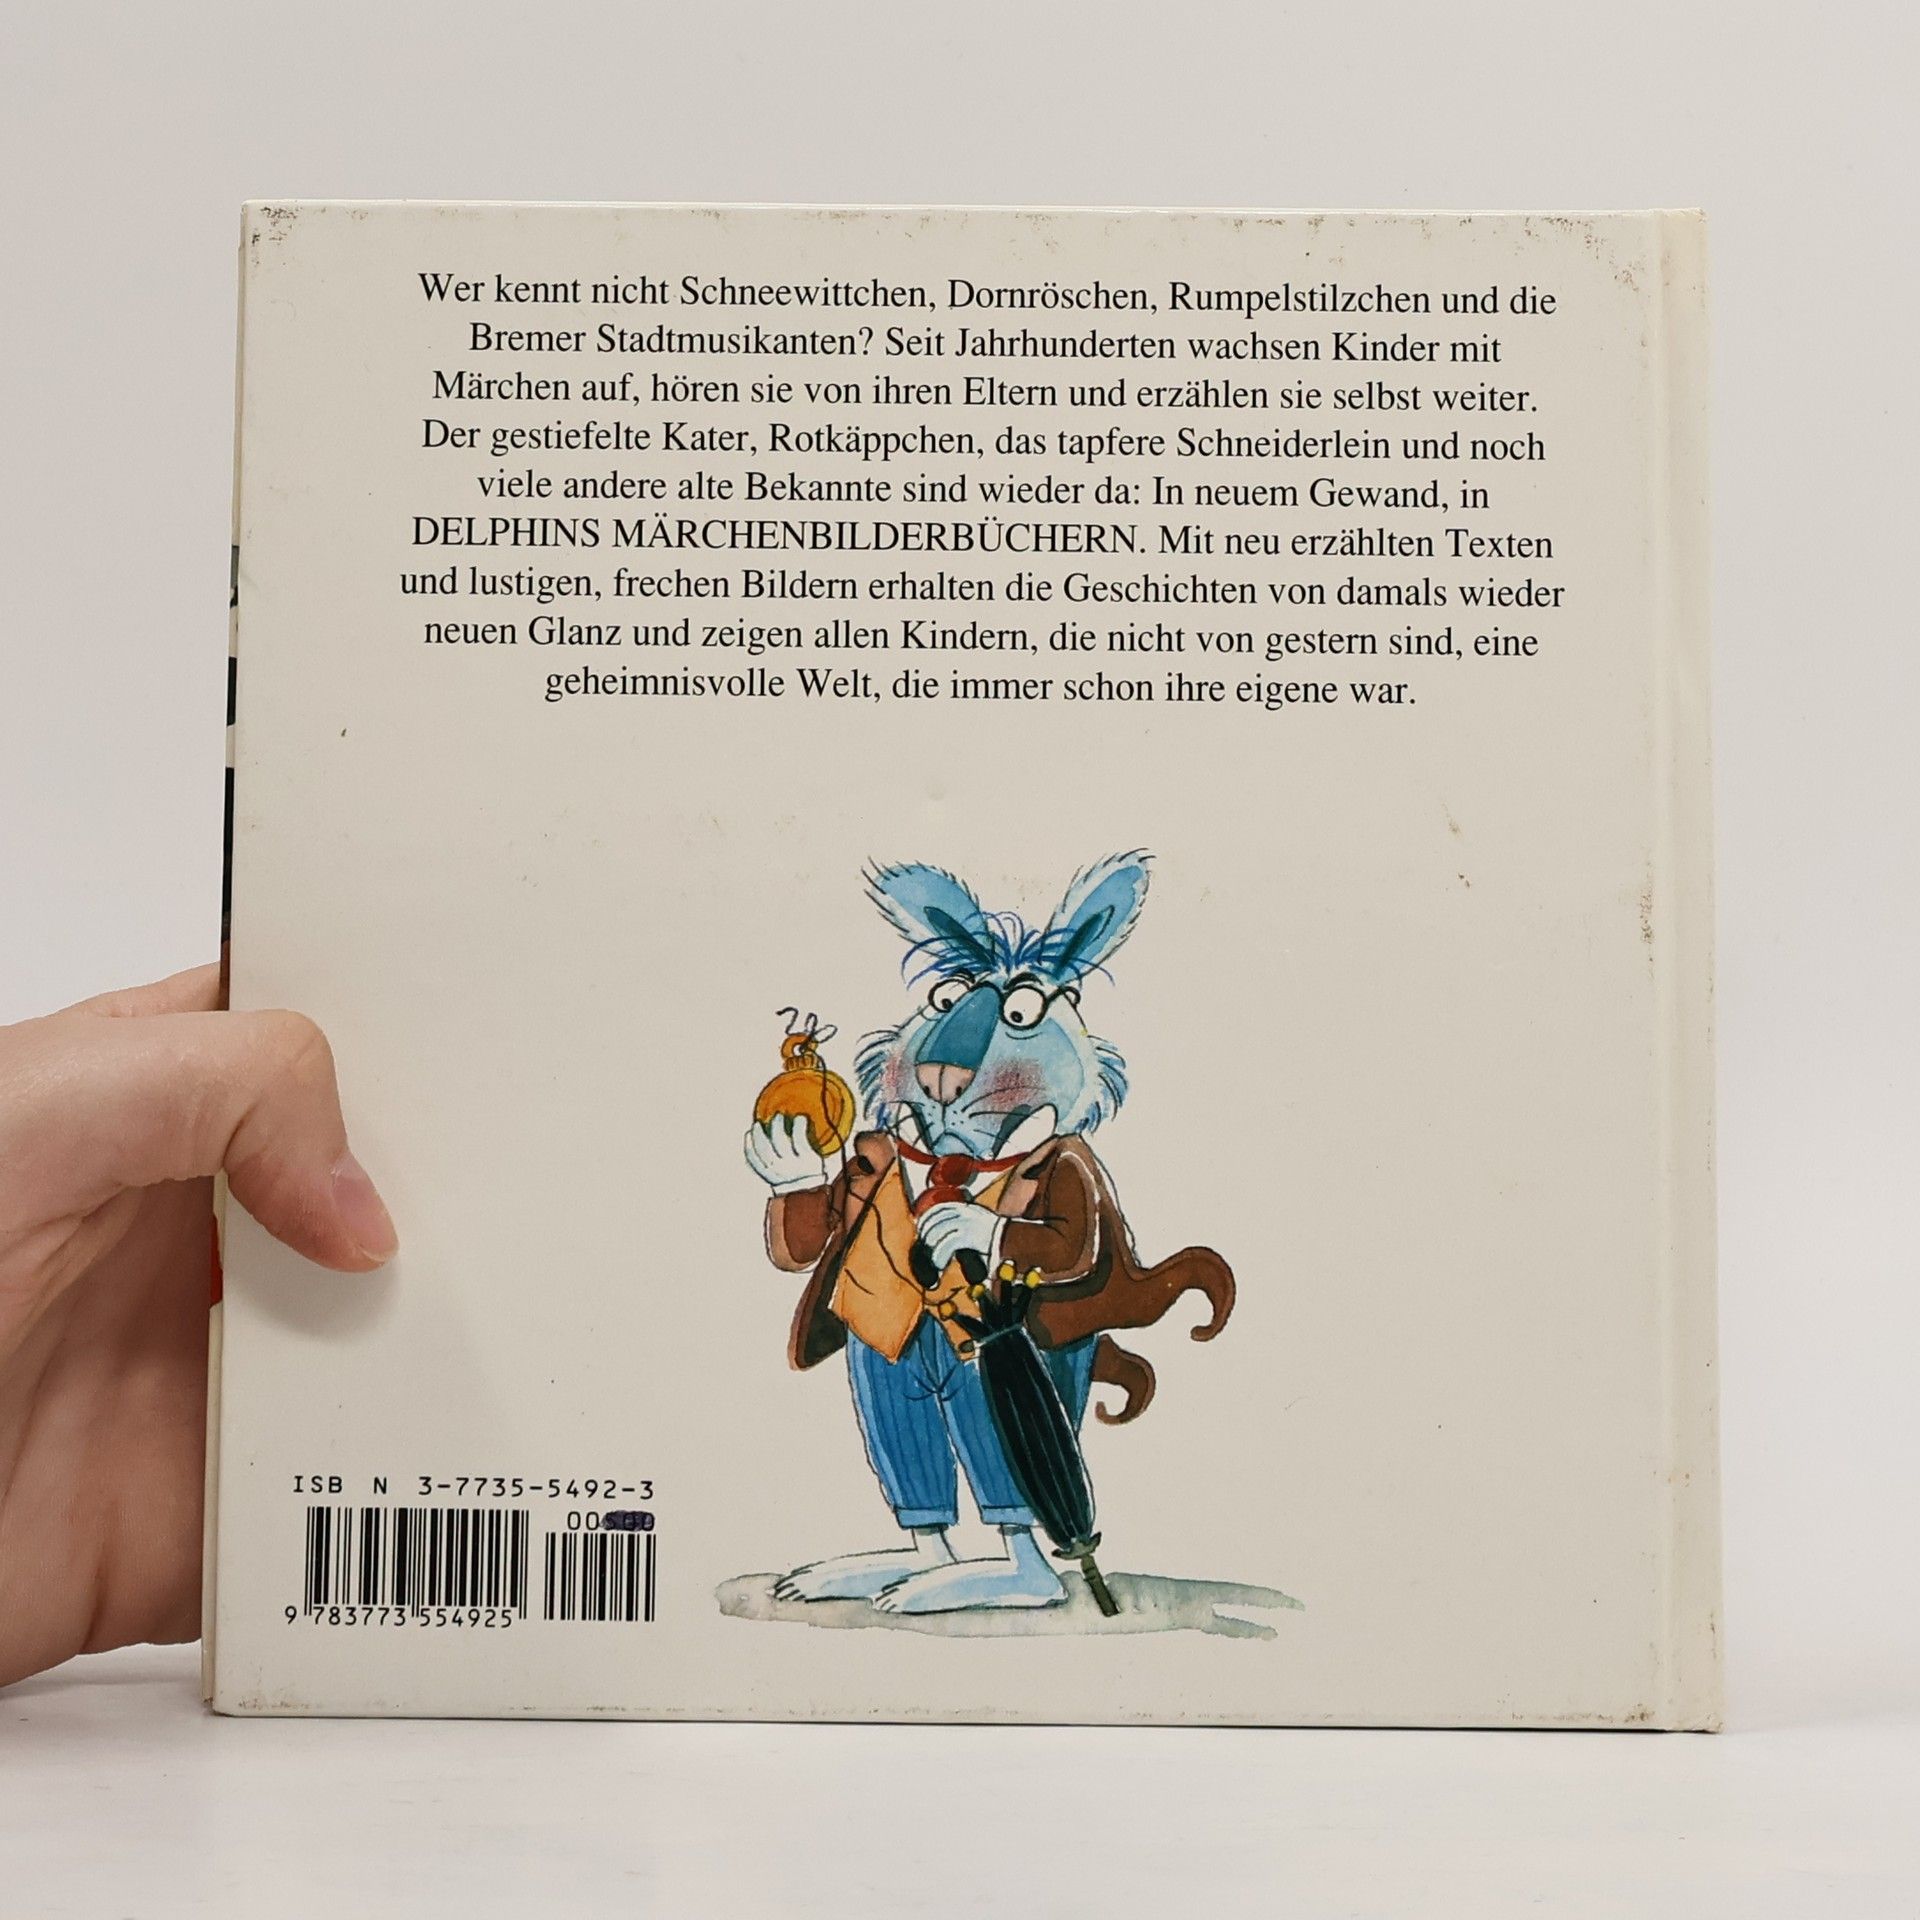 Wer kennt nicht Schneewittchen, Dornröschen, Rumpelstilzchen und die
Bremer Stadtmusikanten? Seit Jahrhunderten wachsen Kinder mit
Märchen auf, hören sie von ihren Eltern und erzählen sie selbst weiter.
Der gestiefelte Kater, Rotkäppchen, das tapfere Schneiderlein und noch
viele andere alte Bekannte sind wieder da: In neuem Gewand, in
DELPHINS MÄRCHENBILDERBÜCHERN. Mit neu erzählten Texten
und lustigen, frechen Bildern erhalten die Geschichten von damals wieder
neuen Glanz und zeigen allen Kindern, die nicht von gestern sind, eine
geheimnisvolle Welt, die immer schon ihre eigene war.
ISB N 3-7735-5492-3
9 783773 554925